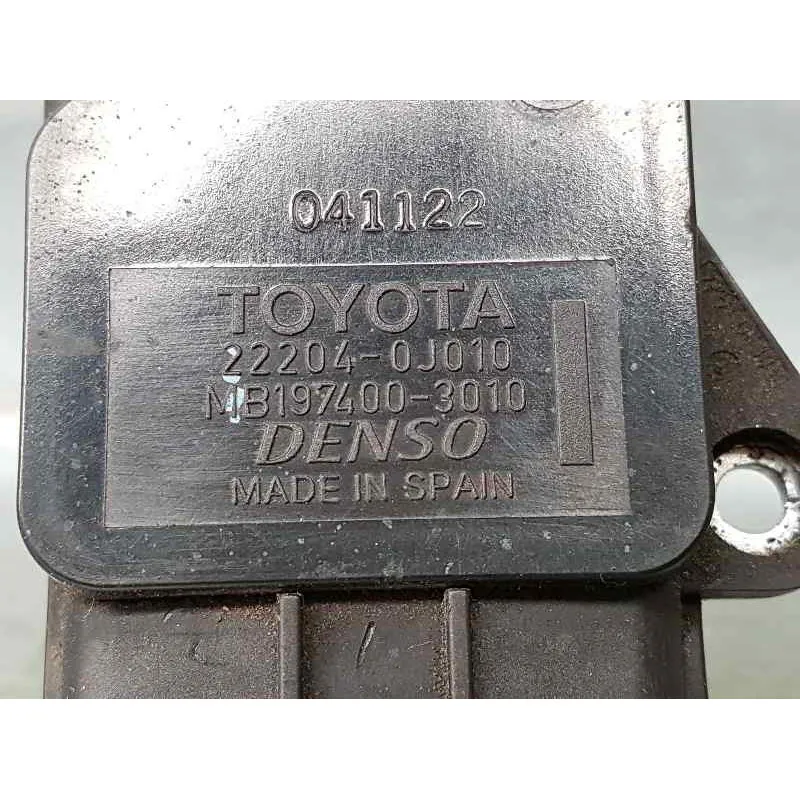 041122
TOYOTA
22204-0J010
MB197400-3010
DENSO
MADE IN SPAIN